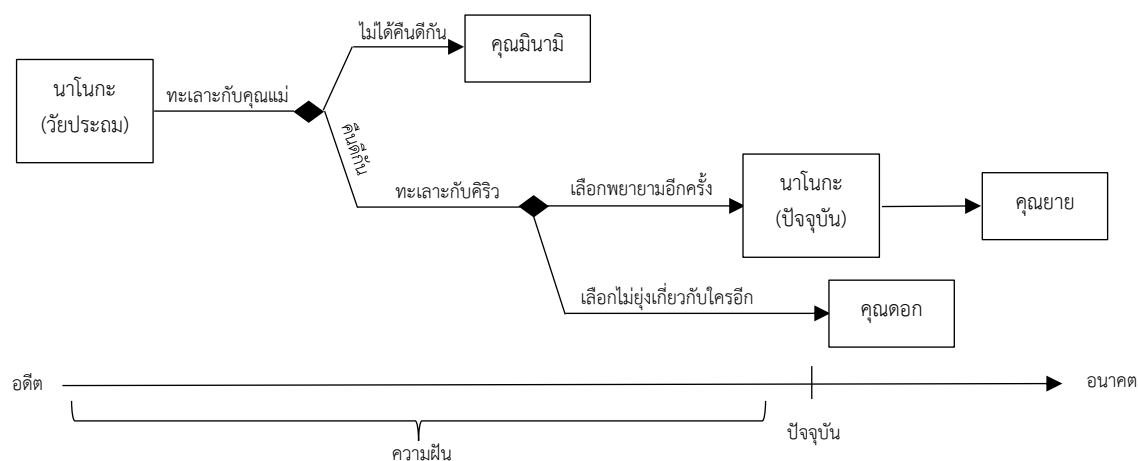 ไม่ได้คืนดีกัน
คุณมินามิ
นาโนกะ
(วัยประถม)
ทะเลาะกับคุณแม่
คืนดีกัน
ทะเลาะกับคิริว
เลือกพยายามอีกครั้ง
นาโนกะ
(ปัจจุบัน)
คุณยาย
เลือกไม่ยุ่งเกี่ยวกับใครอีก
คุณดอก
อดีต
อนาคต
ปัจจุบัน
ความฝัน